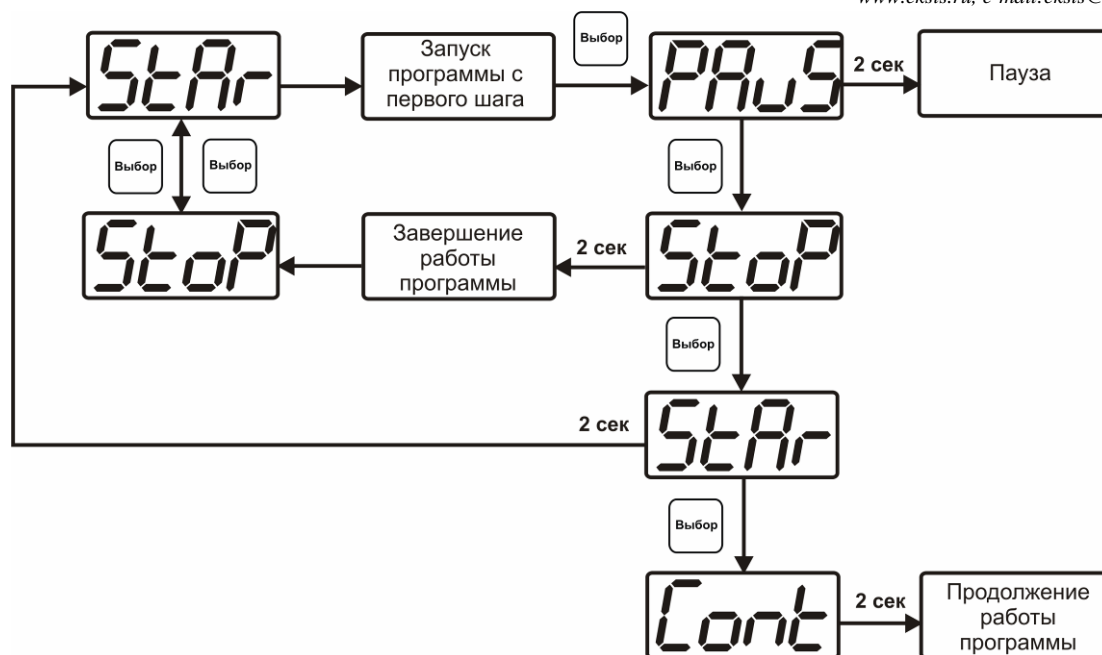 www.eksis.ru, e-mail:eksis@
StAr
Запуск
программы с
первого шага
Выбор
PAuS
2 сек
Пауза
Выбор
Выбор
Выбор
StoP
Завершение
работы
программы
2 сек
StoP
Выбор
2 сек
StAr
Выбор
Cont
2 сек
Продолжение
работы
программы